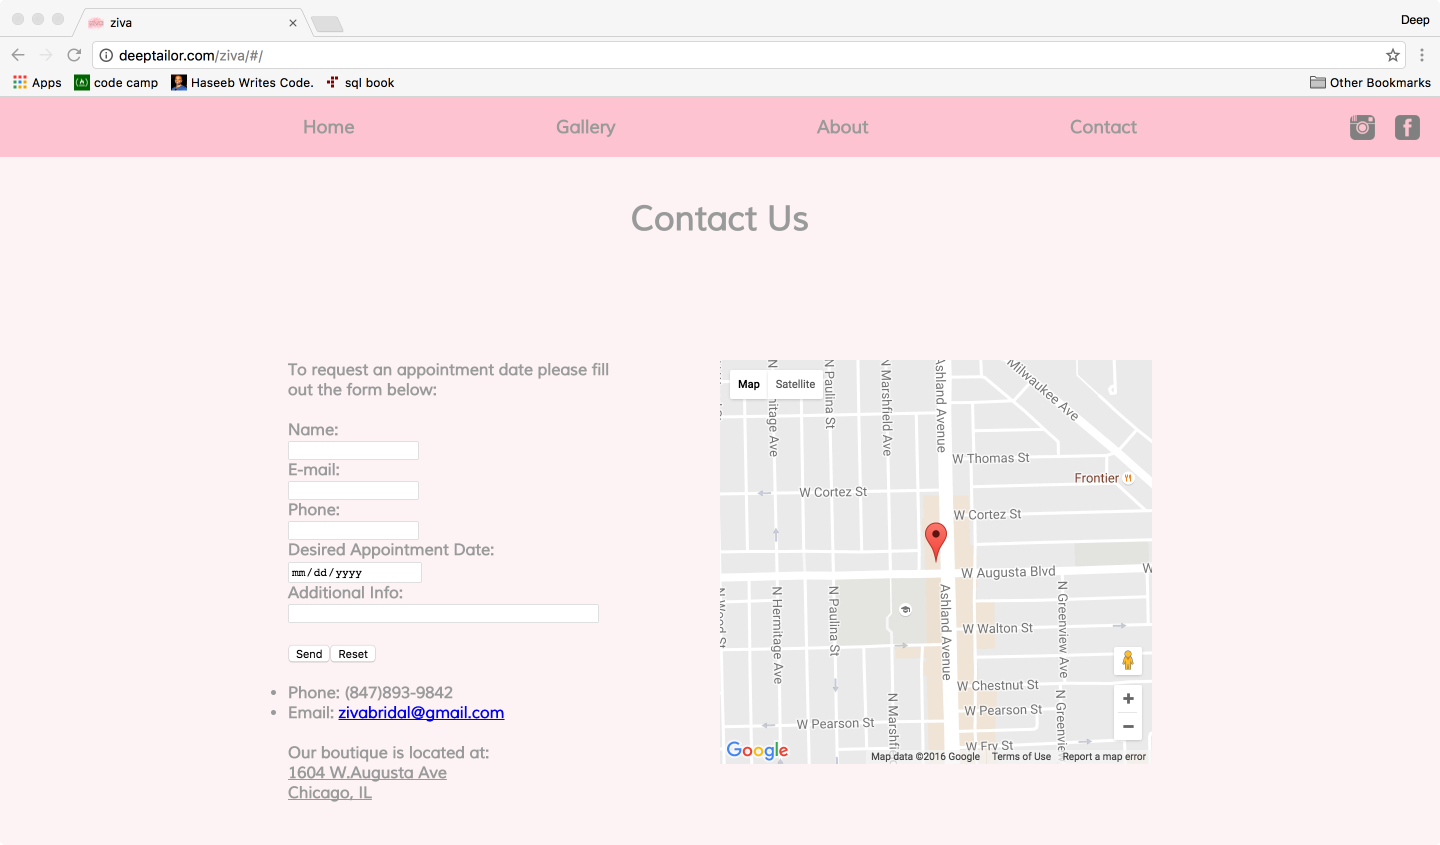 ziva
Deep
deeptailor.com/ziva/#/
Apps
code camp
Haseeb Writes Code.
sql book
Other Bookmarks
Home
Gallery
About
Contact
Contact Us
To request an appointment date please fill
out the form below:
Name:
E-mail:
Phone:
Desired Appointment Date:
mm/dd/yyyy
Additional Info:
Send
Reset
Phone: (847)893-9842
Email: zivabridal@gmail.com
Our boutique is located at:
1604 W.Augusta Ave
Chicago, IL
Map
Satellite
N Paulina St
N Marshfield Ave
Ashland Avenue
Milwaukee Ave
W Thomas St
Frontier
W Cortez St
W Cortez St
W Augusta Blvd
N Hermitage Ave
N Paulina St
Ashland Avenue
N Greenview Ave
W Walton St
W Chestnut St
W Pearson St
W Pearson St
W Fry St
Google
Map data ©2016 Google
Terms of Use
Report a map error